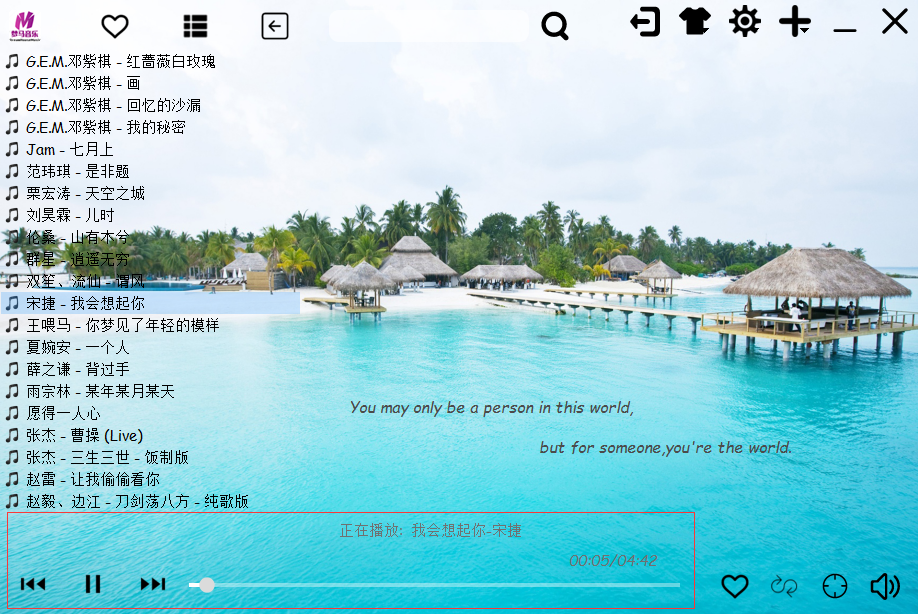 梦马音乐
G.E.M.邓紫棋 - 红蔷薇白玫瑰
G.E.M.邓紫棋 - 画
G.E.M.邓紫棋 - 回忆的沙漏
G.E.M.邓紫棋 - 我的秘密
Jam - 七月上
范玮琪 - 是非题
栗宏涛 - 天空之城
刘昊霖 - 儿时
伦桑 - 山有木兮
群星 - 逍遥无穷
双笙、流仙 - 谓风
宋捷 - 我会想起你
王喂马 - 你梦见了年轻的模样
夏婉安 - 一个人
薛之谦 - 背过手
雨宗林 - 某年某月某天
愿得一人心
张杰 - 曹操 (Live)
张杰 - 三生三世 - 饭制版
赵雷 - 让我偷偷看你
赵毅、边江 - 刀剑荡八方 - 纯歌版
You may only be a person in this world,
but for someone,you're the world.
正在播放: 我会想起你-宋捷
00:05/04:42